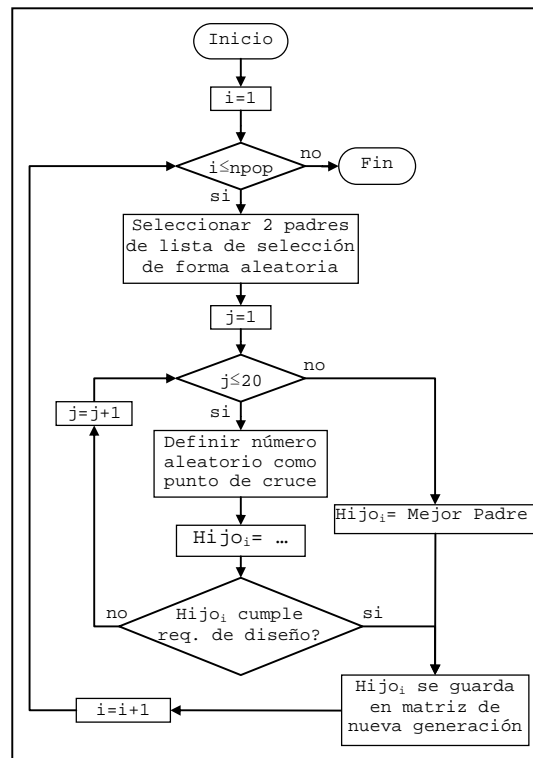 Inicio
i=1
i≤npop
no
Fin
si
Seleccionar 2 padres
de lista de selección
de forma aleatoria
j=1
j≤20
no
j=j+1
si
Definir número
aleatorio como
punto de cruce
Hijoᵢ= …
Hijoᵢ= Mejor Padre
no
Hijoᵢ cumple
req. de diseño?
si
Hijoᵢ se guarda
en matriz de
nueva generación
i=i+1